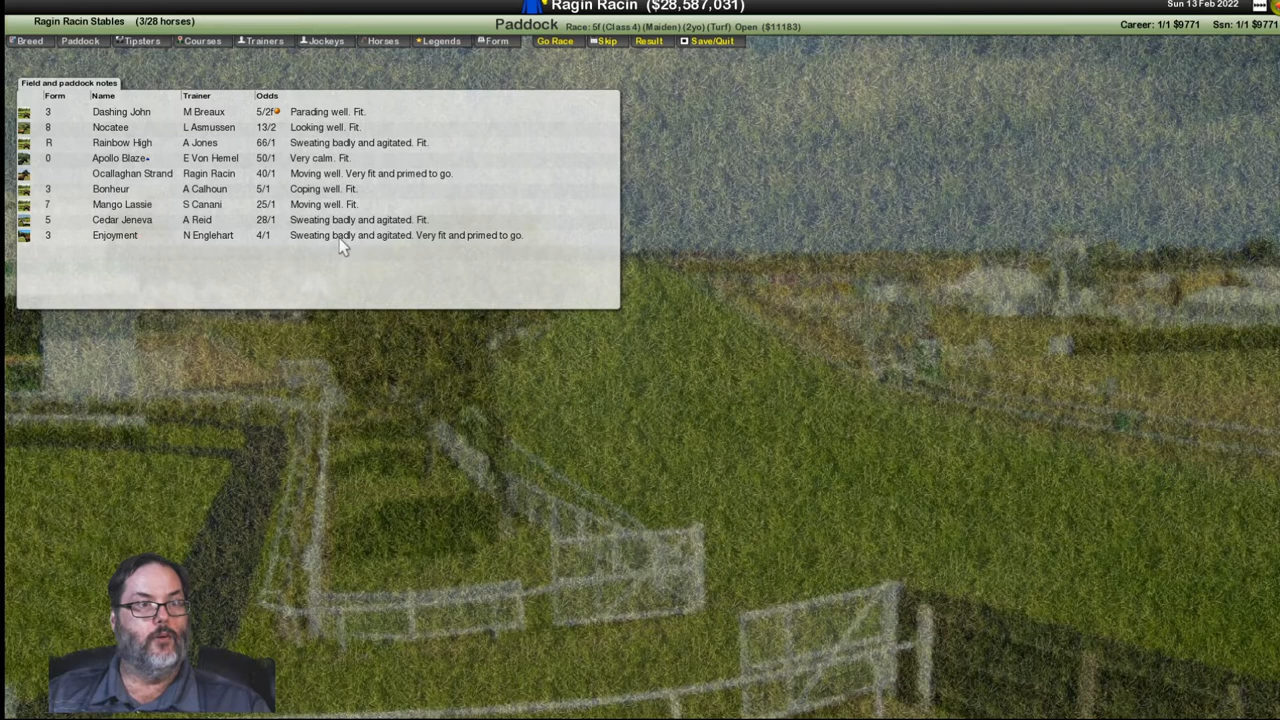 Ragin Racin ($28,587,031)
Sun 13 Feb 2022
Ragin Racin Stables (3/28 horses)
Paddock Race: 5f (Class 4) (Maiden) (2yo) (Turf) Open ($11183)
Career: 1/1 $9771 Ssn: 1/1 $9771
Breed Paddock Tipsters Courses Trainers Jockeys Horses Legends Form Go Race Skip Result Save/Quit
Field and paddock notes
Form Name Trainer Odds
3 Dashing John M Breaux 5/2f Parading well. Fit.
8 Nocatee L Asmussen 13/2 Looking well. Fit.
R Rainbow High A Jones 66/1 Sweating badly and agitated. Fit.
0 Apollo Blaze E Von Hemel 50/1 Very calm. Fit.
Ocallaghan Strand Ragin Racin 40/1 Moving well. Very fit and primed to go.
3 Bonheur A Calhoun 5/1 Coping well. Fit.
7 Mango Lassie S Canani 25/1 Moving well. Fit.
5 Cedar Jeneva A Reid 28/1 Sweating badly and agitated. Fit.
3 Enjoyment N Englehart 4/1 Sweating badly and agitated. Very fit and primed to go.